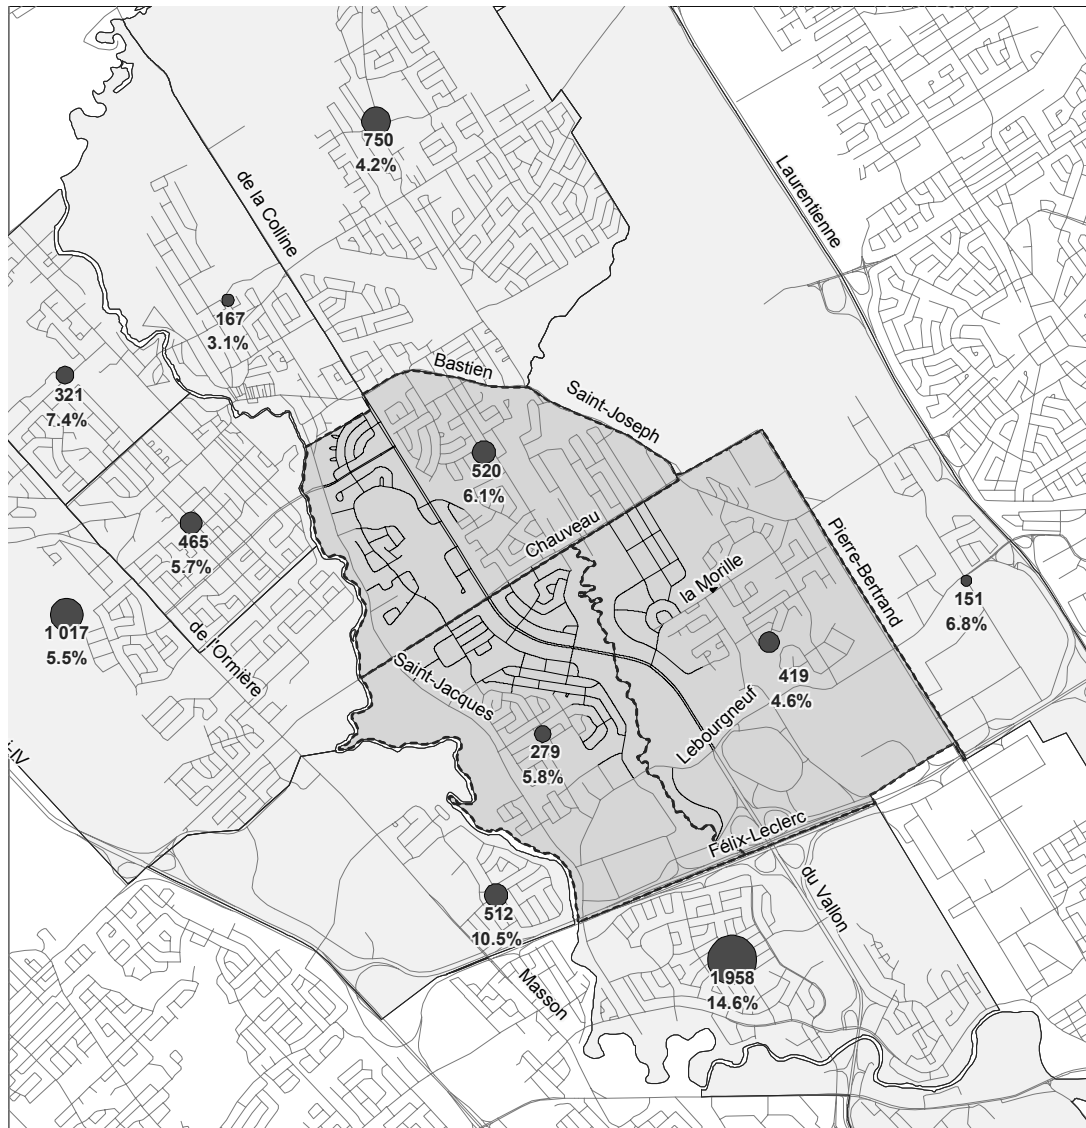 750
4.2%
Laurentienne
de la Colline
167
3.1%
321
7.4%
Bastien
Saint-Joseph
520
6.1%
465
5.7%
Chauveau
la Morille
Pierre-Bertrand
151
6.8%
1 017
5.5%
de l'Ormière
Saint-Jacques
419
4.6%
Lebourgneuf
279
5.8%
Félix-Leclerc
du Vallon
512
10.5%
Masson
1 958
14.6%